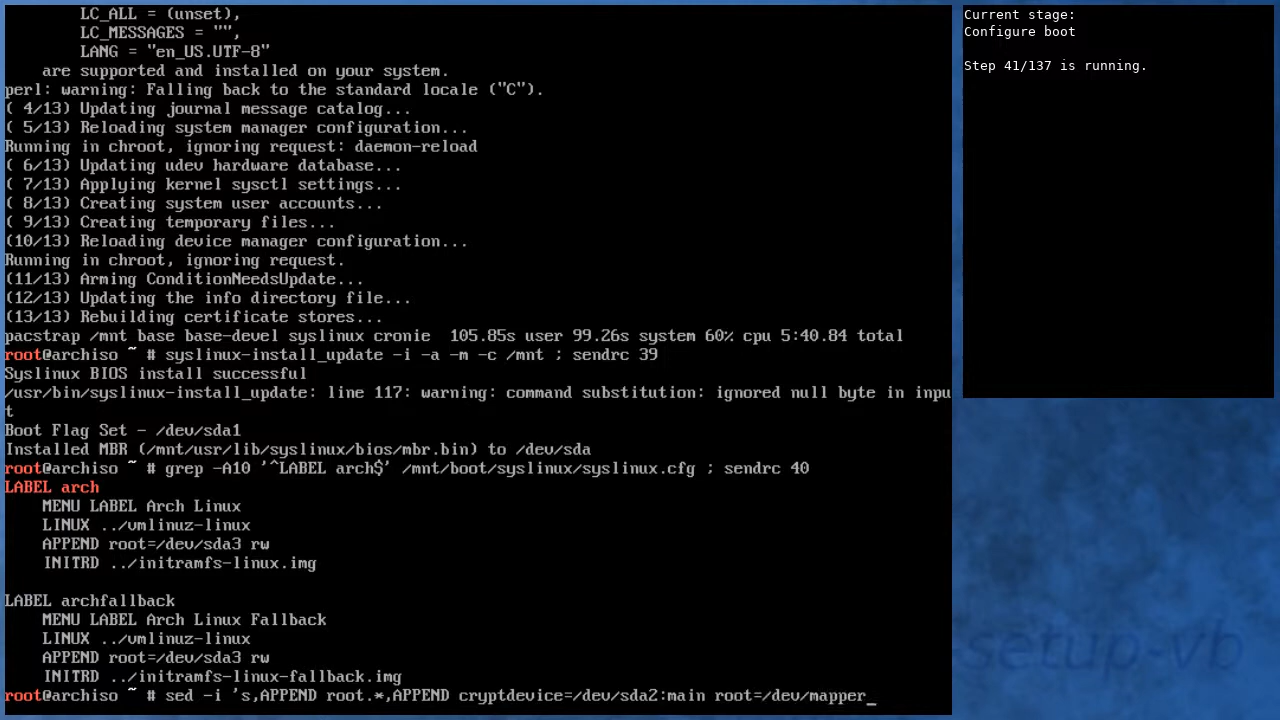 LC_ALL = (unset),
LC_MESSAGES = "",
LANG = "en_US.UTF-8"
are supported and installed on your system.
perl: warning: Falling back to the standard locale ("C").
( 4/13) Updating journal message catalog...
( 5/13) Reloading system manager configuration...
Running in chroot, ignoring request: daemon-reload
( 6/13) Updating udev hardware database...
( 7/13) Applying kernel sysctl settings...
( 8/13) Creating system user accounts...
( 9/13) Creating temporary files...
(10/13) Reloading device manager configuration...
Running in chroot, ignoring request.
(11/13) Arming ConditionNeedsUpdate...
(12/13) Updating the info directory file...
(13/13) Rebuilding certificate stores...
pacstrap /mnt base base-devel syslinux cronie  105.85s user 99.26s system 60% cpu 5:40.84 total
root@archiso ~ # syslinux-install_update -i -a -m -c /mnt ; sendrc 39
Syslinux BIOS install successful
/usr/bin/syslinux-install_update: line 117: warning: command substitution: ignored null byte in inpu
t
Boot Flag Set - /dev/sda1
Installed MBR (/mnt/usr/lib/syslinux/bios/mbr.bin) to /dev/sda
root@archiso ~ # grep -A10 '^LABEL arch$' /mnt/boot/syslinux/syslinux.cfg ; sendrc 40
LABEL arch
MENU LABEL Arch Linux
LINUX ../vmlinuz-linux
APPEND root=/dev/sda3 rw
INITRD ../initramfs-linux.img
LABEL archfallback
MENU LABEL Arch Linux Fallback
LINUX ../vmlinuz-linux
APPEND root=/dev/sda3 rw
INITRD ../initramfs-linux-fallback.img
root@archiso ~ # sed -i 's,APPEND root.*,APPEND cryptdevice=/dev/sda2:main root=/dev/mapper_
Current stage:
Configure boot
Step 41/137 is running.
setup-vb